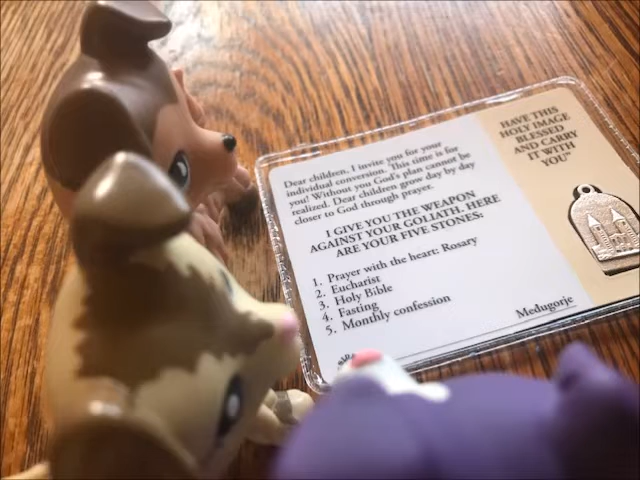 Dear children, I invite you for your
individual conversion. This time is for
you! Without you God's plan cannot be
realized. Dear children grow day by day
closer to God through prayer.
I GIVE YOU THE WEAPON
AGAINST YOUR GOLIATH, HERE
ARE YOUR FIVE STONES:
1. Prayer with the heart: Rosary
2. Eucharist
3. Holy Bible
4. Fasting
5. Monthly confession
Medugorje
HAVE THIS
HOLY IMAGE
BLESSED
AND CARRY
IT WITH
YOU"